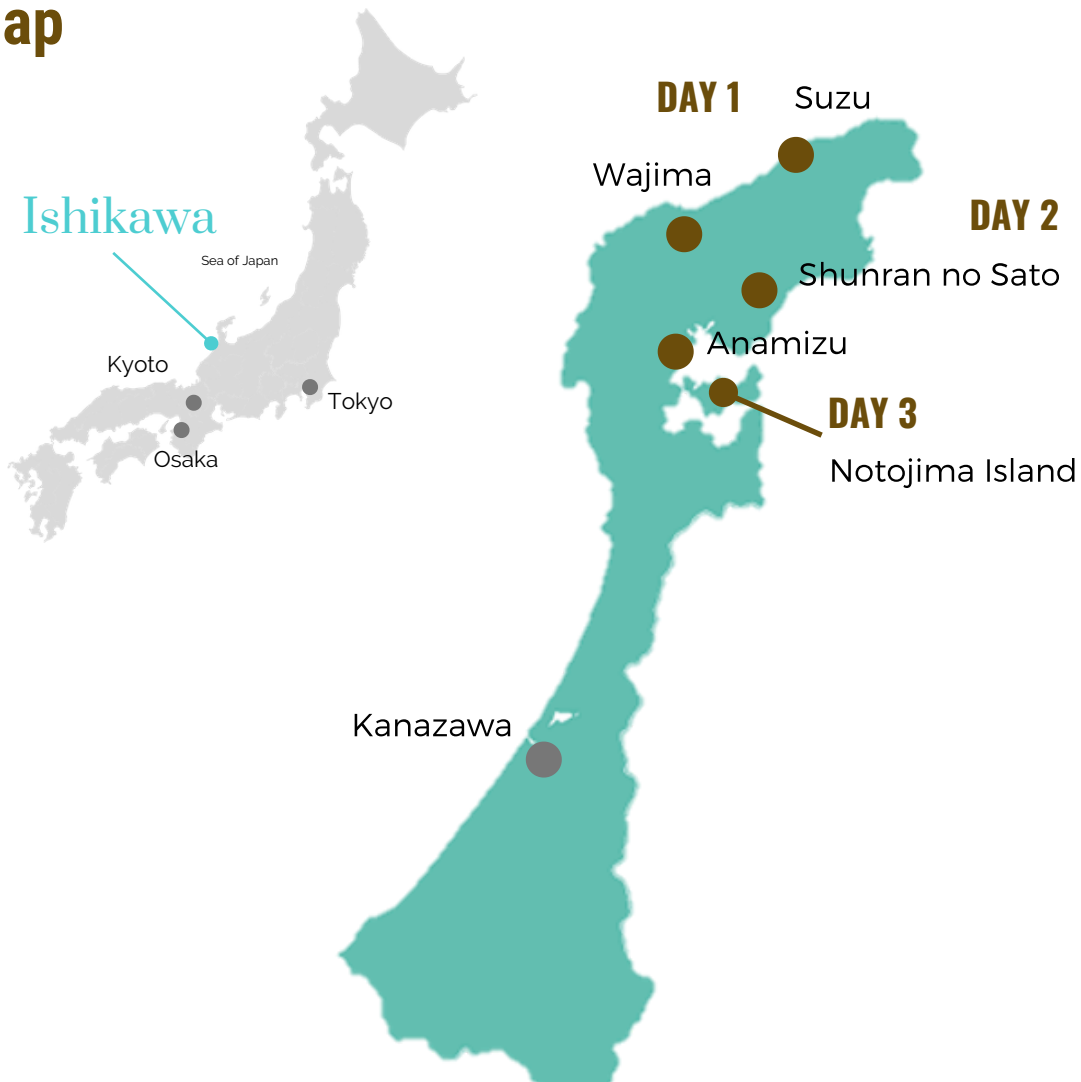 ap
Ishikawa
Sea of Japan
Kyoto
Tokyo
Osaka
DAY 1
Suzu
Wajima
DAY 2
Shunran no Sato
Anamizu
DAY 3
Notojima Island
Kanazawa